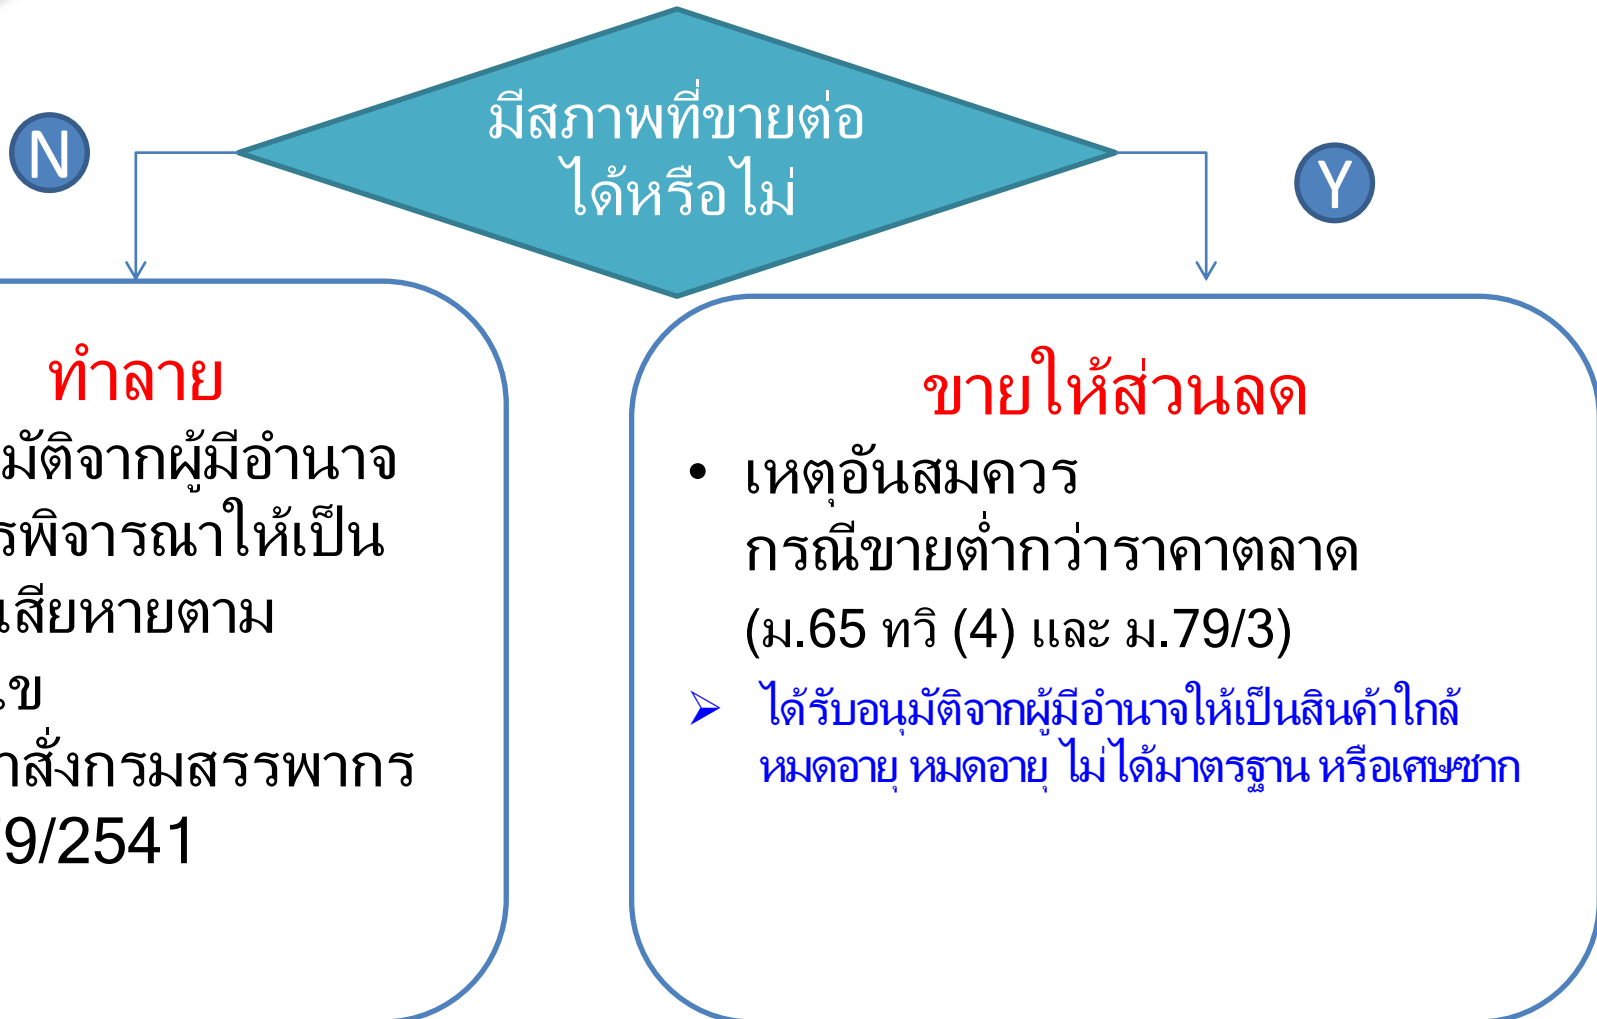 มีสภาพที่ขายต่อ
ได้หรือไม่
N
Y
ทำลาย
มัติจากผู้มีอำนาจ
รพิจารณาให้เป็น
เสียหายตาม
ข
าสั่งกรมสรรพากร
9/2541
ขายให้ส่วนลด
• เหตุอันสมควร
กรณีขายต่ำกว่าราคาตลาด
(ม.65 ทวิ (4) และ ม.79/3)
➢ ได้รับอนุมัติจากผู้มีอำนาจให้เป็นสินค้าใกล้
หมดอายุ หมดอายุ ไม่ได้มาตรฐาน หรือเศษซาก